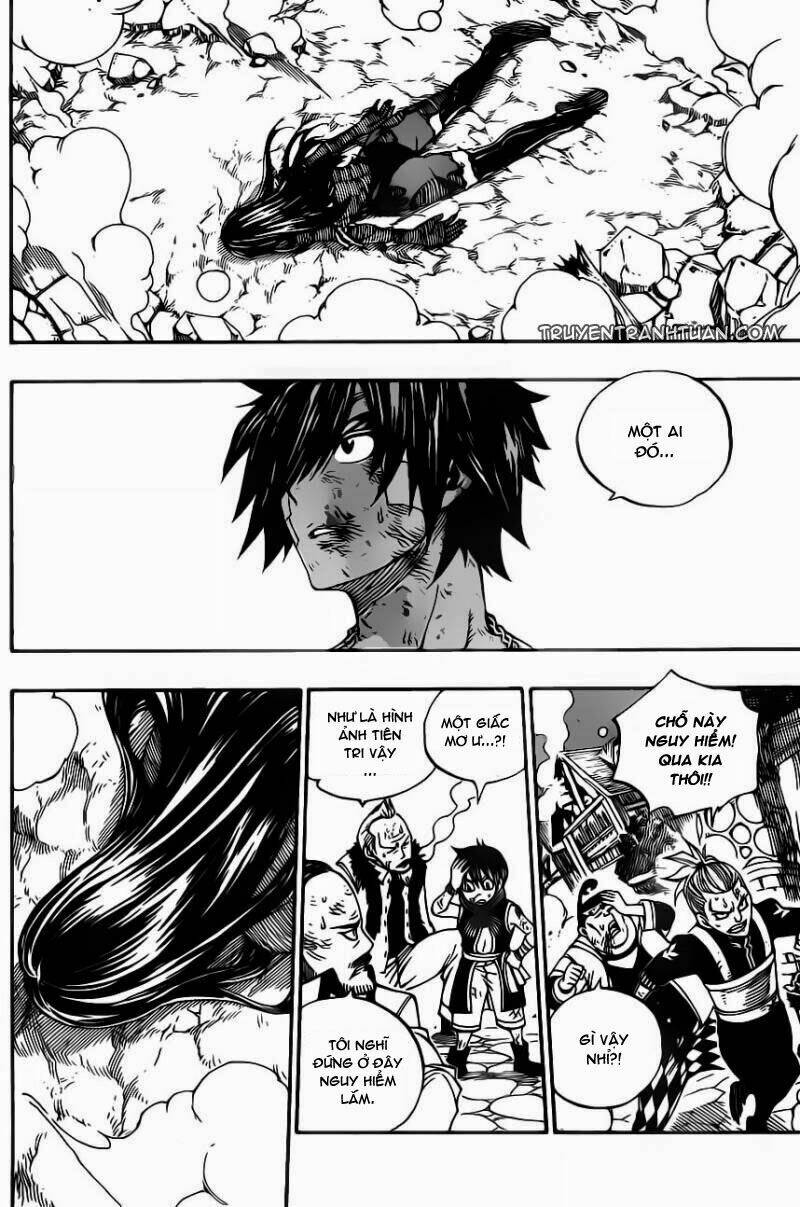 TRUYENTRANHTUAN.COM
MỘT AI
ĐÓ...
CHỖ NÀY
NGUY HIỂM!
QUA KIA
THÔI!!
GÌ VẬY
NHỈ?!
MỘT GIẤC
MƠ Ư...?!
NHƯ LÀ HÌNH
ẢNH TIÊN
TRI VẬY
...
TÔI NGHĨ
ĐÚNG Ở ĐÂY
NGUY HIỂM
LẮM.